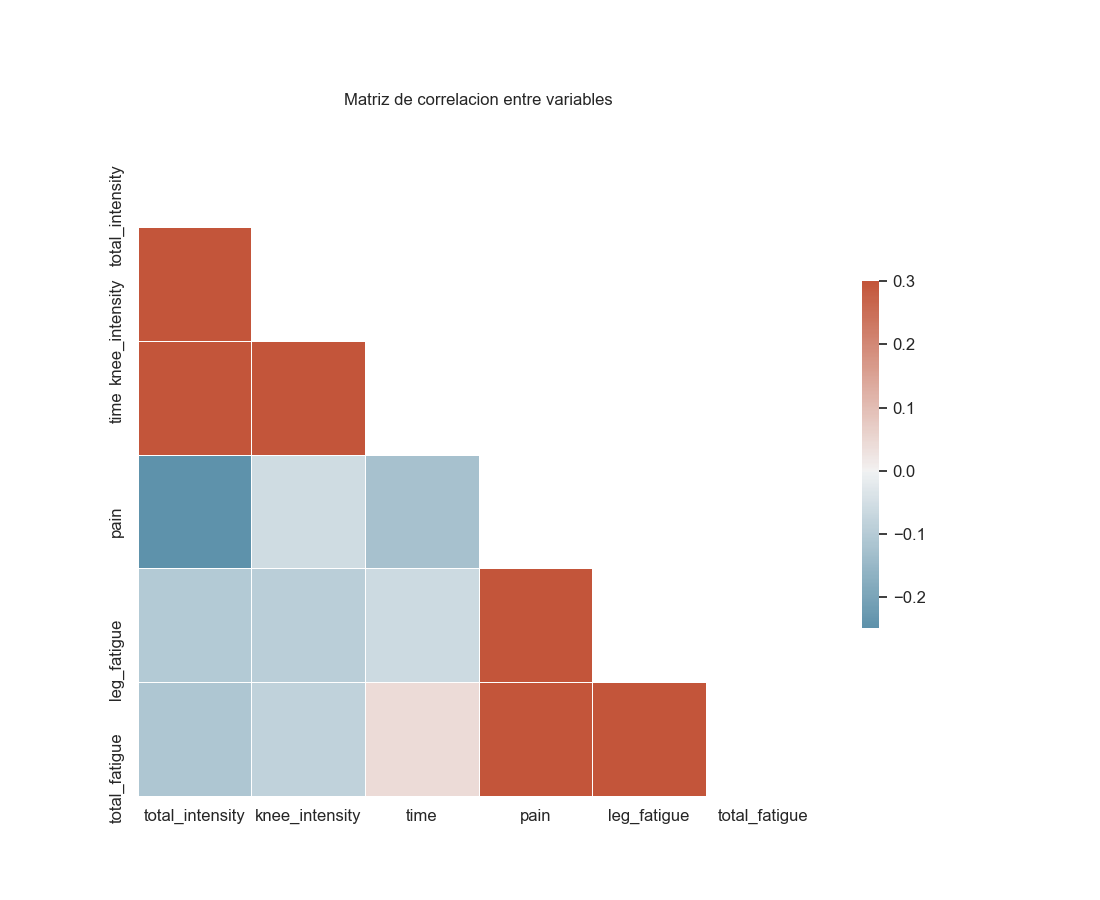 Matriz de correlacion entre variables
total_intensity
knee_intensity
time
pain
leg_fatigue
total_fatigue
total_intensity knee_intensity time pain leg_fatigue total_fatigue
0.3
0.2
0.1
0.0
−0.1
−0.2